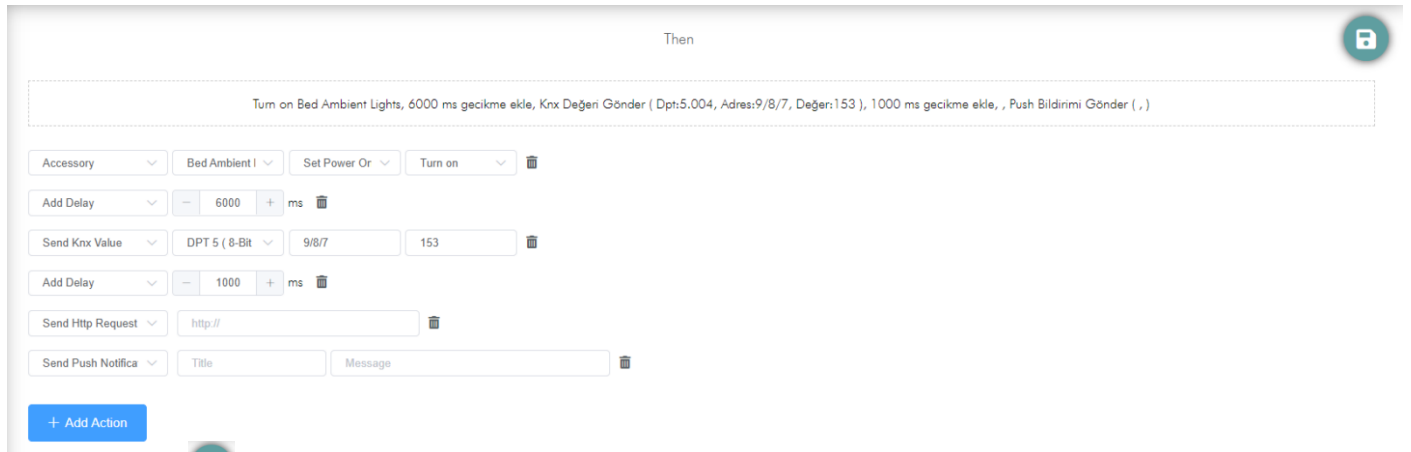 Then
Turn on Bed Ambient Lights, 6000 ms gecikme ekle, Knx Değeri Gönder ( Dpt:5.004, Adres:9/8/7, Değer:153 ), 1000 ms gecikme ekle, , Push Bildirimi Gönder ( , )
Accessory Bed Ambient l Set Power Or Turn on
Add Delay − 6000 + ms
Send Knx Value DPT 5 ( 8-Bit 9/8/7 153
Add Delay − 1000 + ms
Send Http Request http://
Send Push Notifica Title Message
+ Add Action